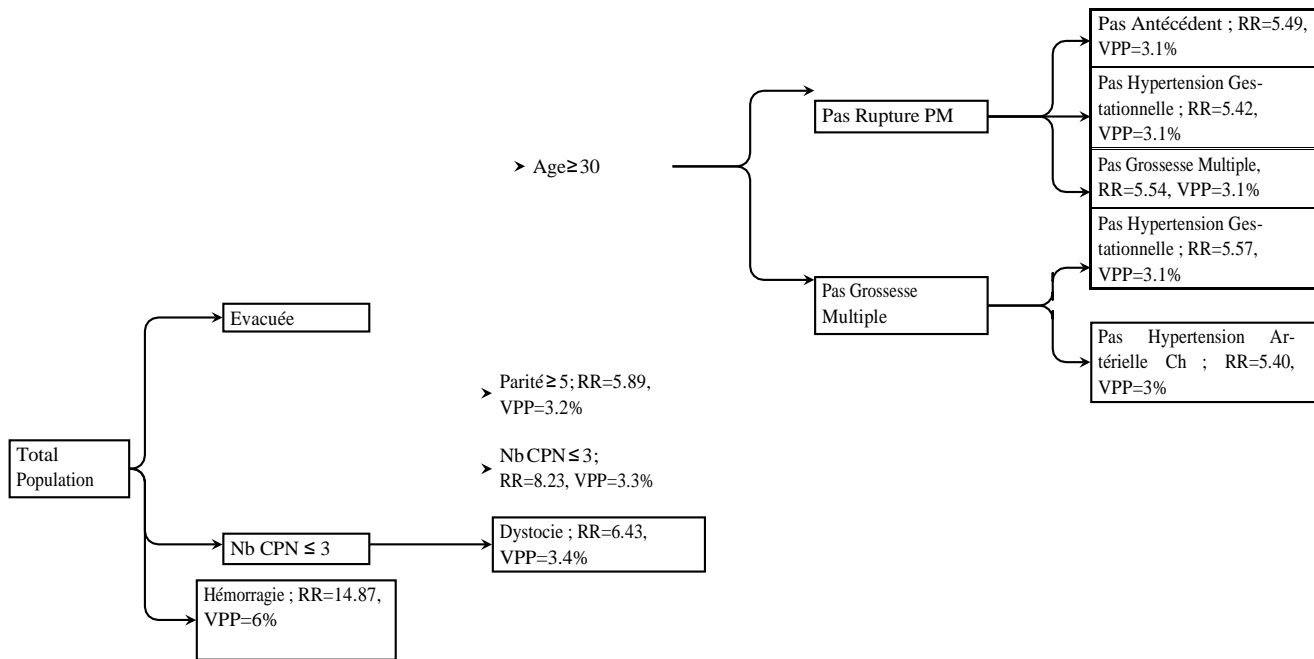 Pas Antécédent ; RR=5.49,
VPP=3.1%
Pas Hypertension Ges-
tationnelle ; RR=5.42,
VPP=3.1%
Pas Rupture PM
Pas Grossesse Multiple,
RR=5.54, VPP=3.1%
➤ Age≥30
Pas Hypertension Ges-
tationnelle ; RR=5.57,
VPP=3.1%
Pas Grossesse
Multiple
Pas Hypertension Ar-
térielle Ch ; RR=5.40,
VPP=3%
Evacuée
➤ Parité≥5; RR=5.89,
VPP=3.2%
Total
Population
➤ Nb CPN≤3;
RR=8.23, VPP=3.3%
Nb CPN ≤ 3
Dystocie ; RR=6.43,
VPP=3.4%
Hémorragie ; RR=14.87,
VPP=6%